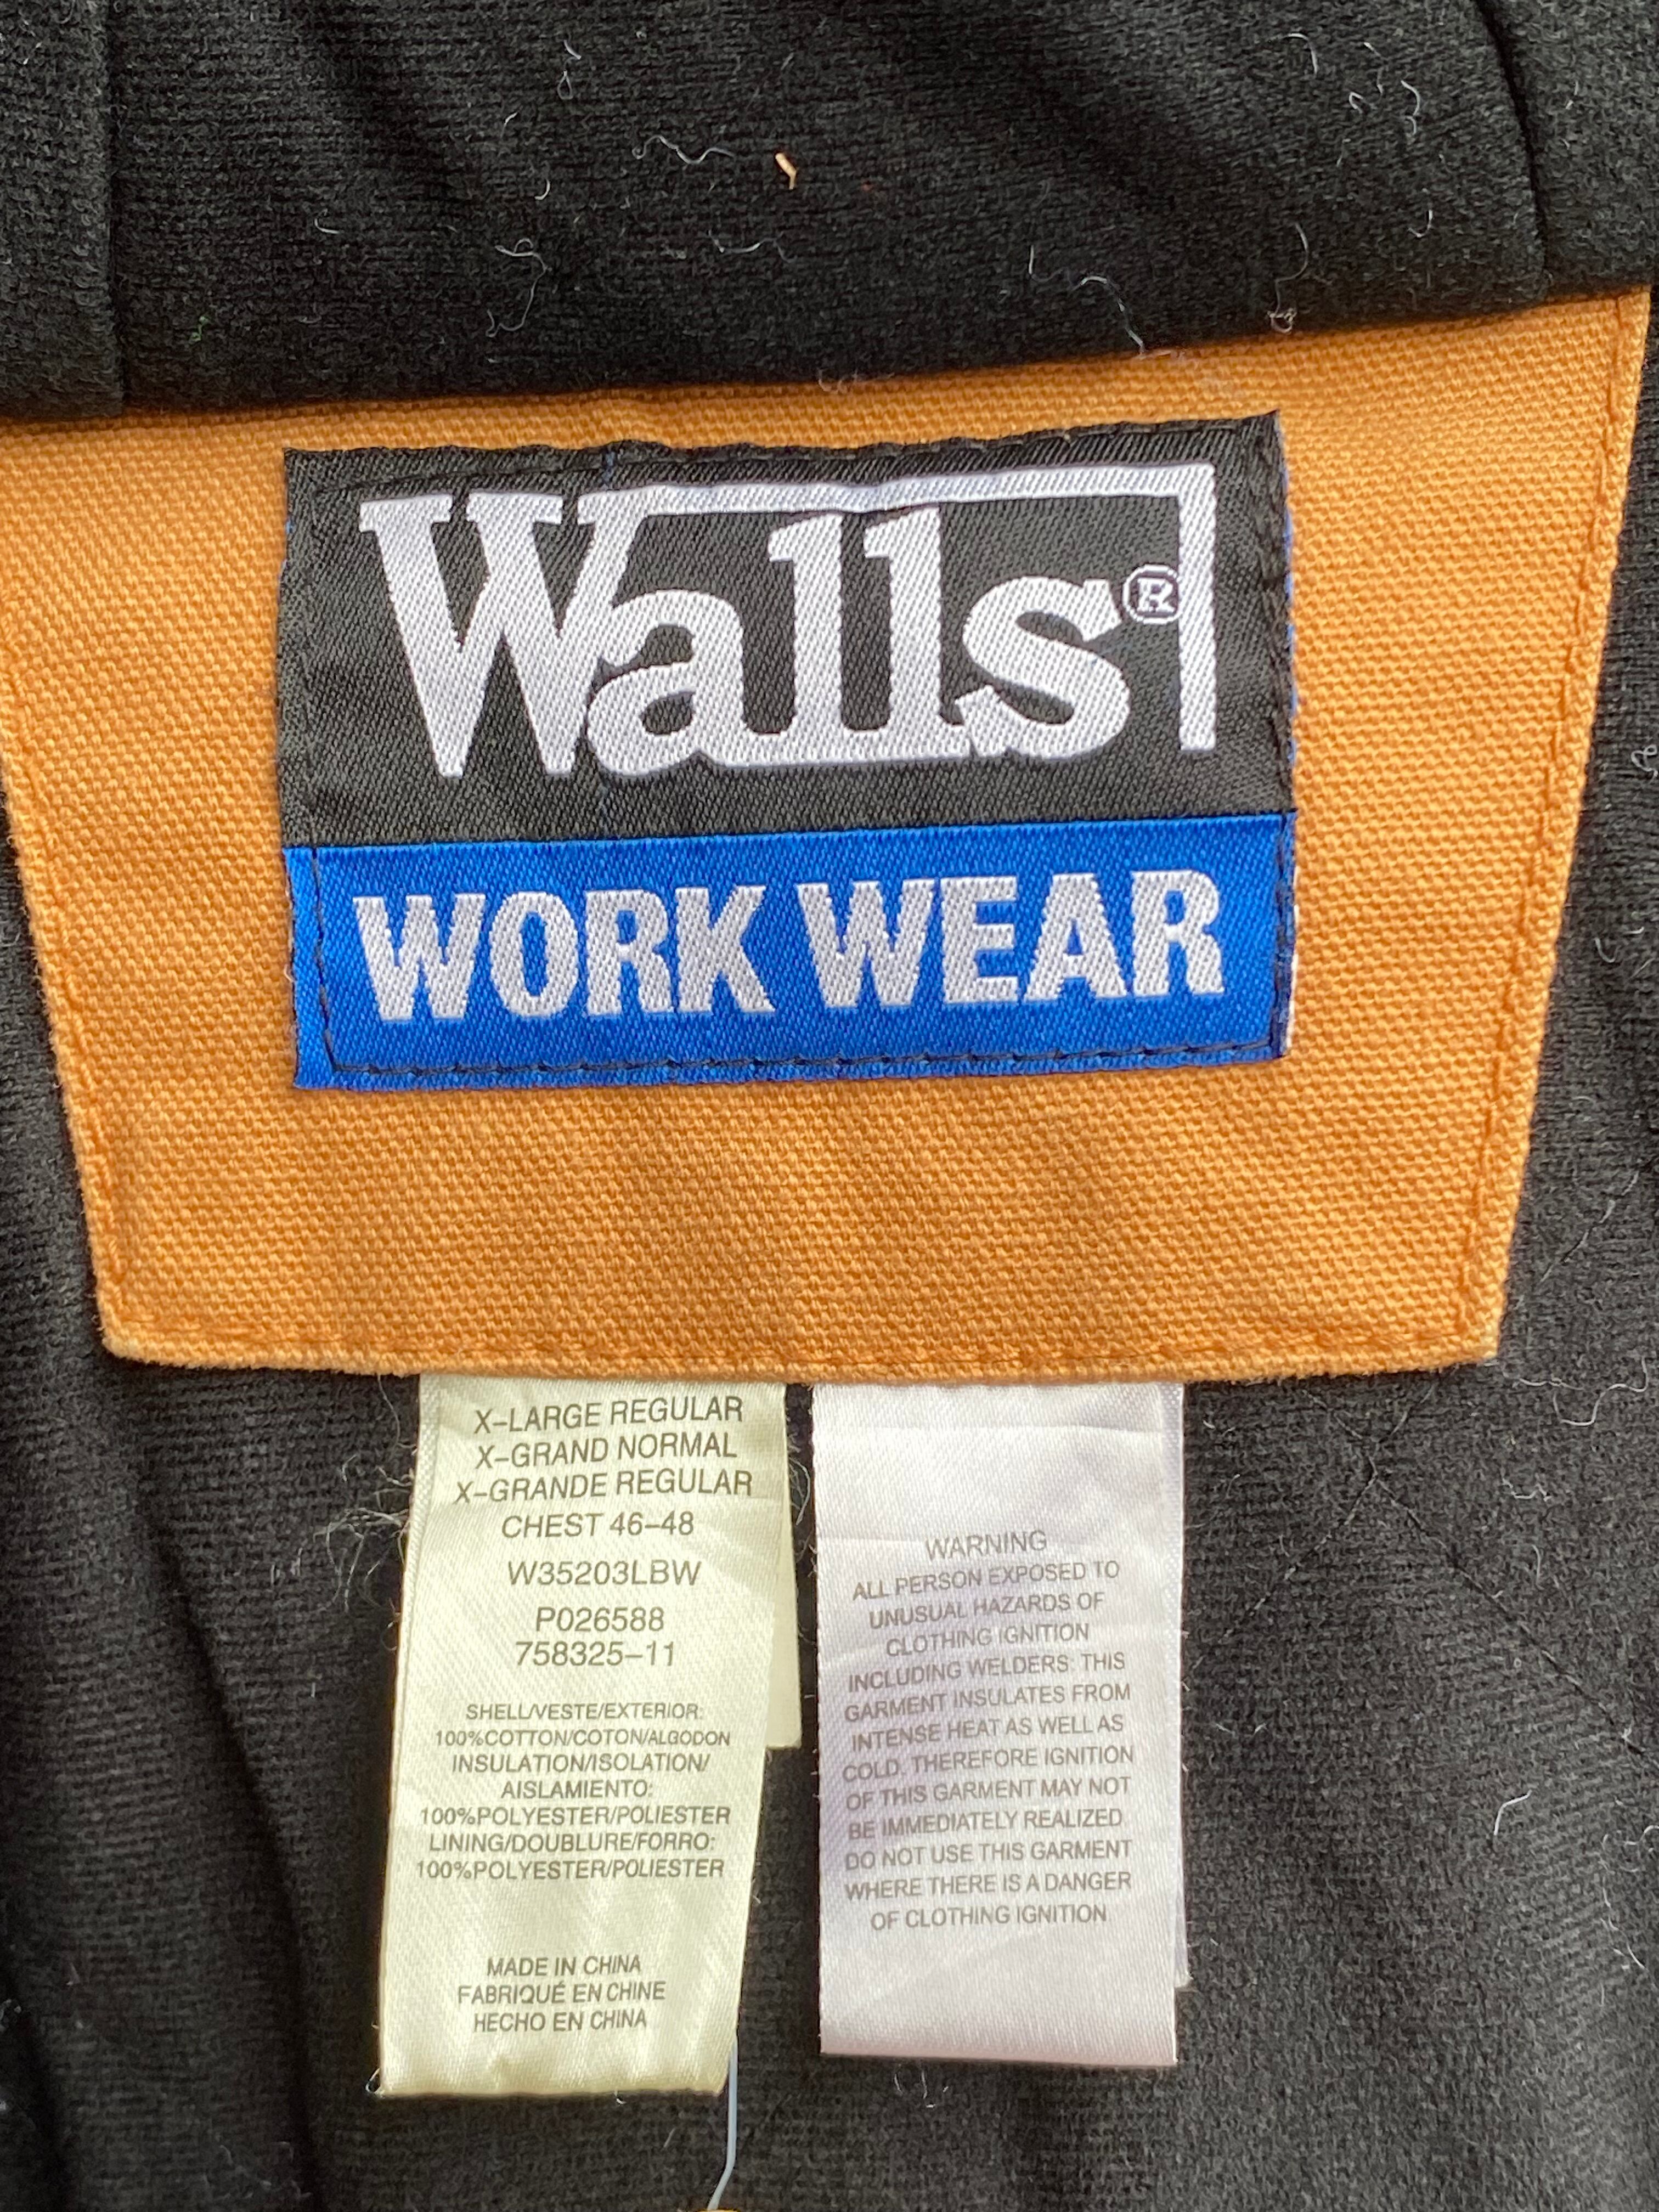 Walls®
WORK WEAR
X-LARGE REGULAR
X-GRAND NORMAL
X-GRANDE REGULAR
CHEST 46-48
W35203LBW
P026588
758325-11
SHELL/VESTE/EXTERIOR:
100%COTTON/COTON/ALGODON
INSULATION/ISOLATION/
AISLAMIENTO:
100%POLYESTER/POLIESTER
LINING/DOUBLURE/FORRO:
100%POLYESTER/POLIESTER
MADE IN CHINA
FABRIQUÉ EN CHINE
HECHO EN CHINA
WARNING
ALL PERSON EXPOSED TO
UNUSUAL HAZARDS OF
CLOTHING IGNITION
INCLUDING WELDERS: THIS
GARMENT INSULATES FROM
INTENSE HEAT AS WELL AS
COLD. THEREFORE IGNITION
OF THIS GARMENT MAY NOT
BE IMMEDIATELY REALIZED
DO NOT USE THIS GARMENT
WHERE THERE IS A DANGER
OF CLOTHING IGNITION